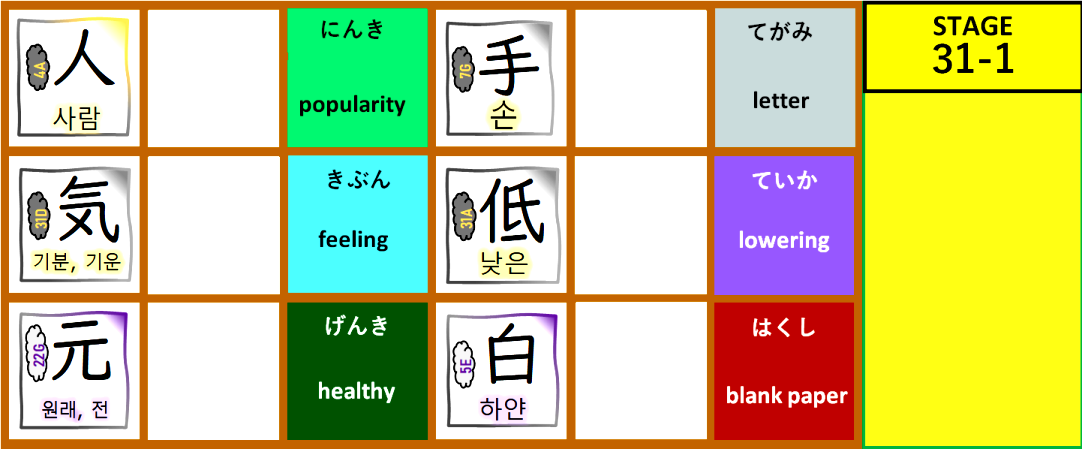 4A
人
사람
にんき
popularity
7G
手
손
てがみ
letter
STAGE
31-1
31D
気
기분, 기운
きぶん
feeling
31A
低
낮은
ていか
lowering
22G
元
원래, 전
げんき
healthy
5E
白
하얀
はくし
blank paper